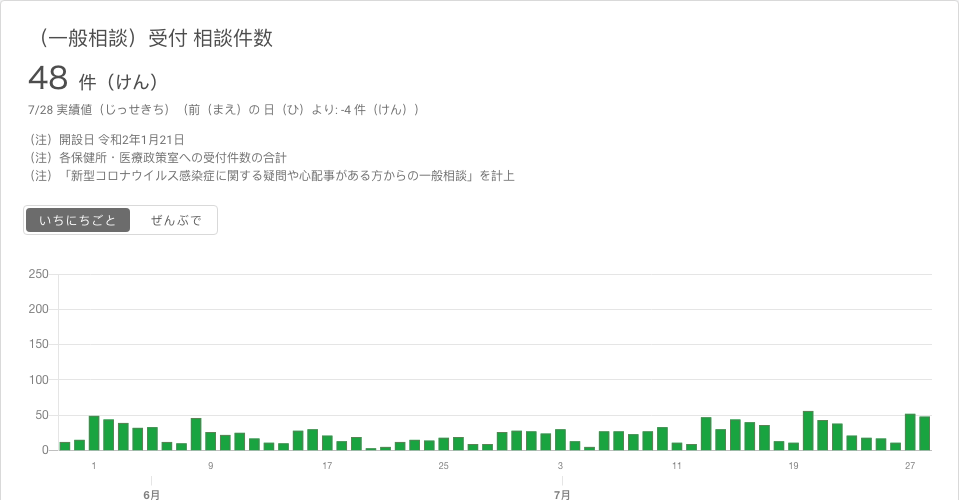 （一般相談）受付 相談件数
48 件（けん）
7/28 実績値（じっせきち）（前（まえ）の 日（ひ）より: -4 件（けん））
（注）開設日 令和2年1月21日
（注）各保健所・医療政策室への受付件数の合計
（注）「新型コロナウイルス感染症に関する疑問や心配事がある方からの一般相談」を計上
いちにちごと ぜんぶで
250
200
150
100
50
0
1 9 17 25 3 11 19 27
6月 7月